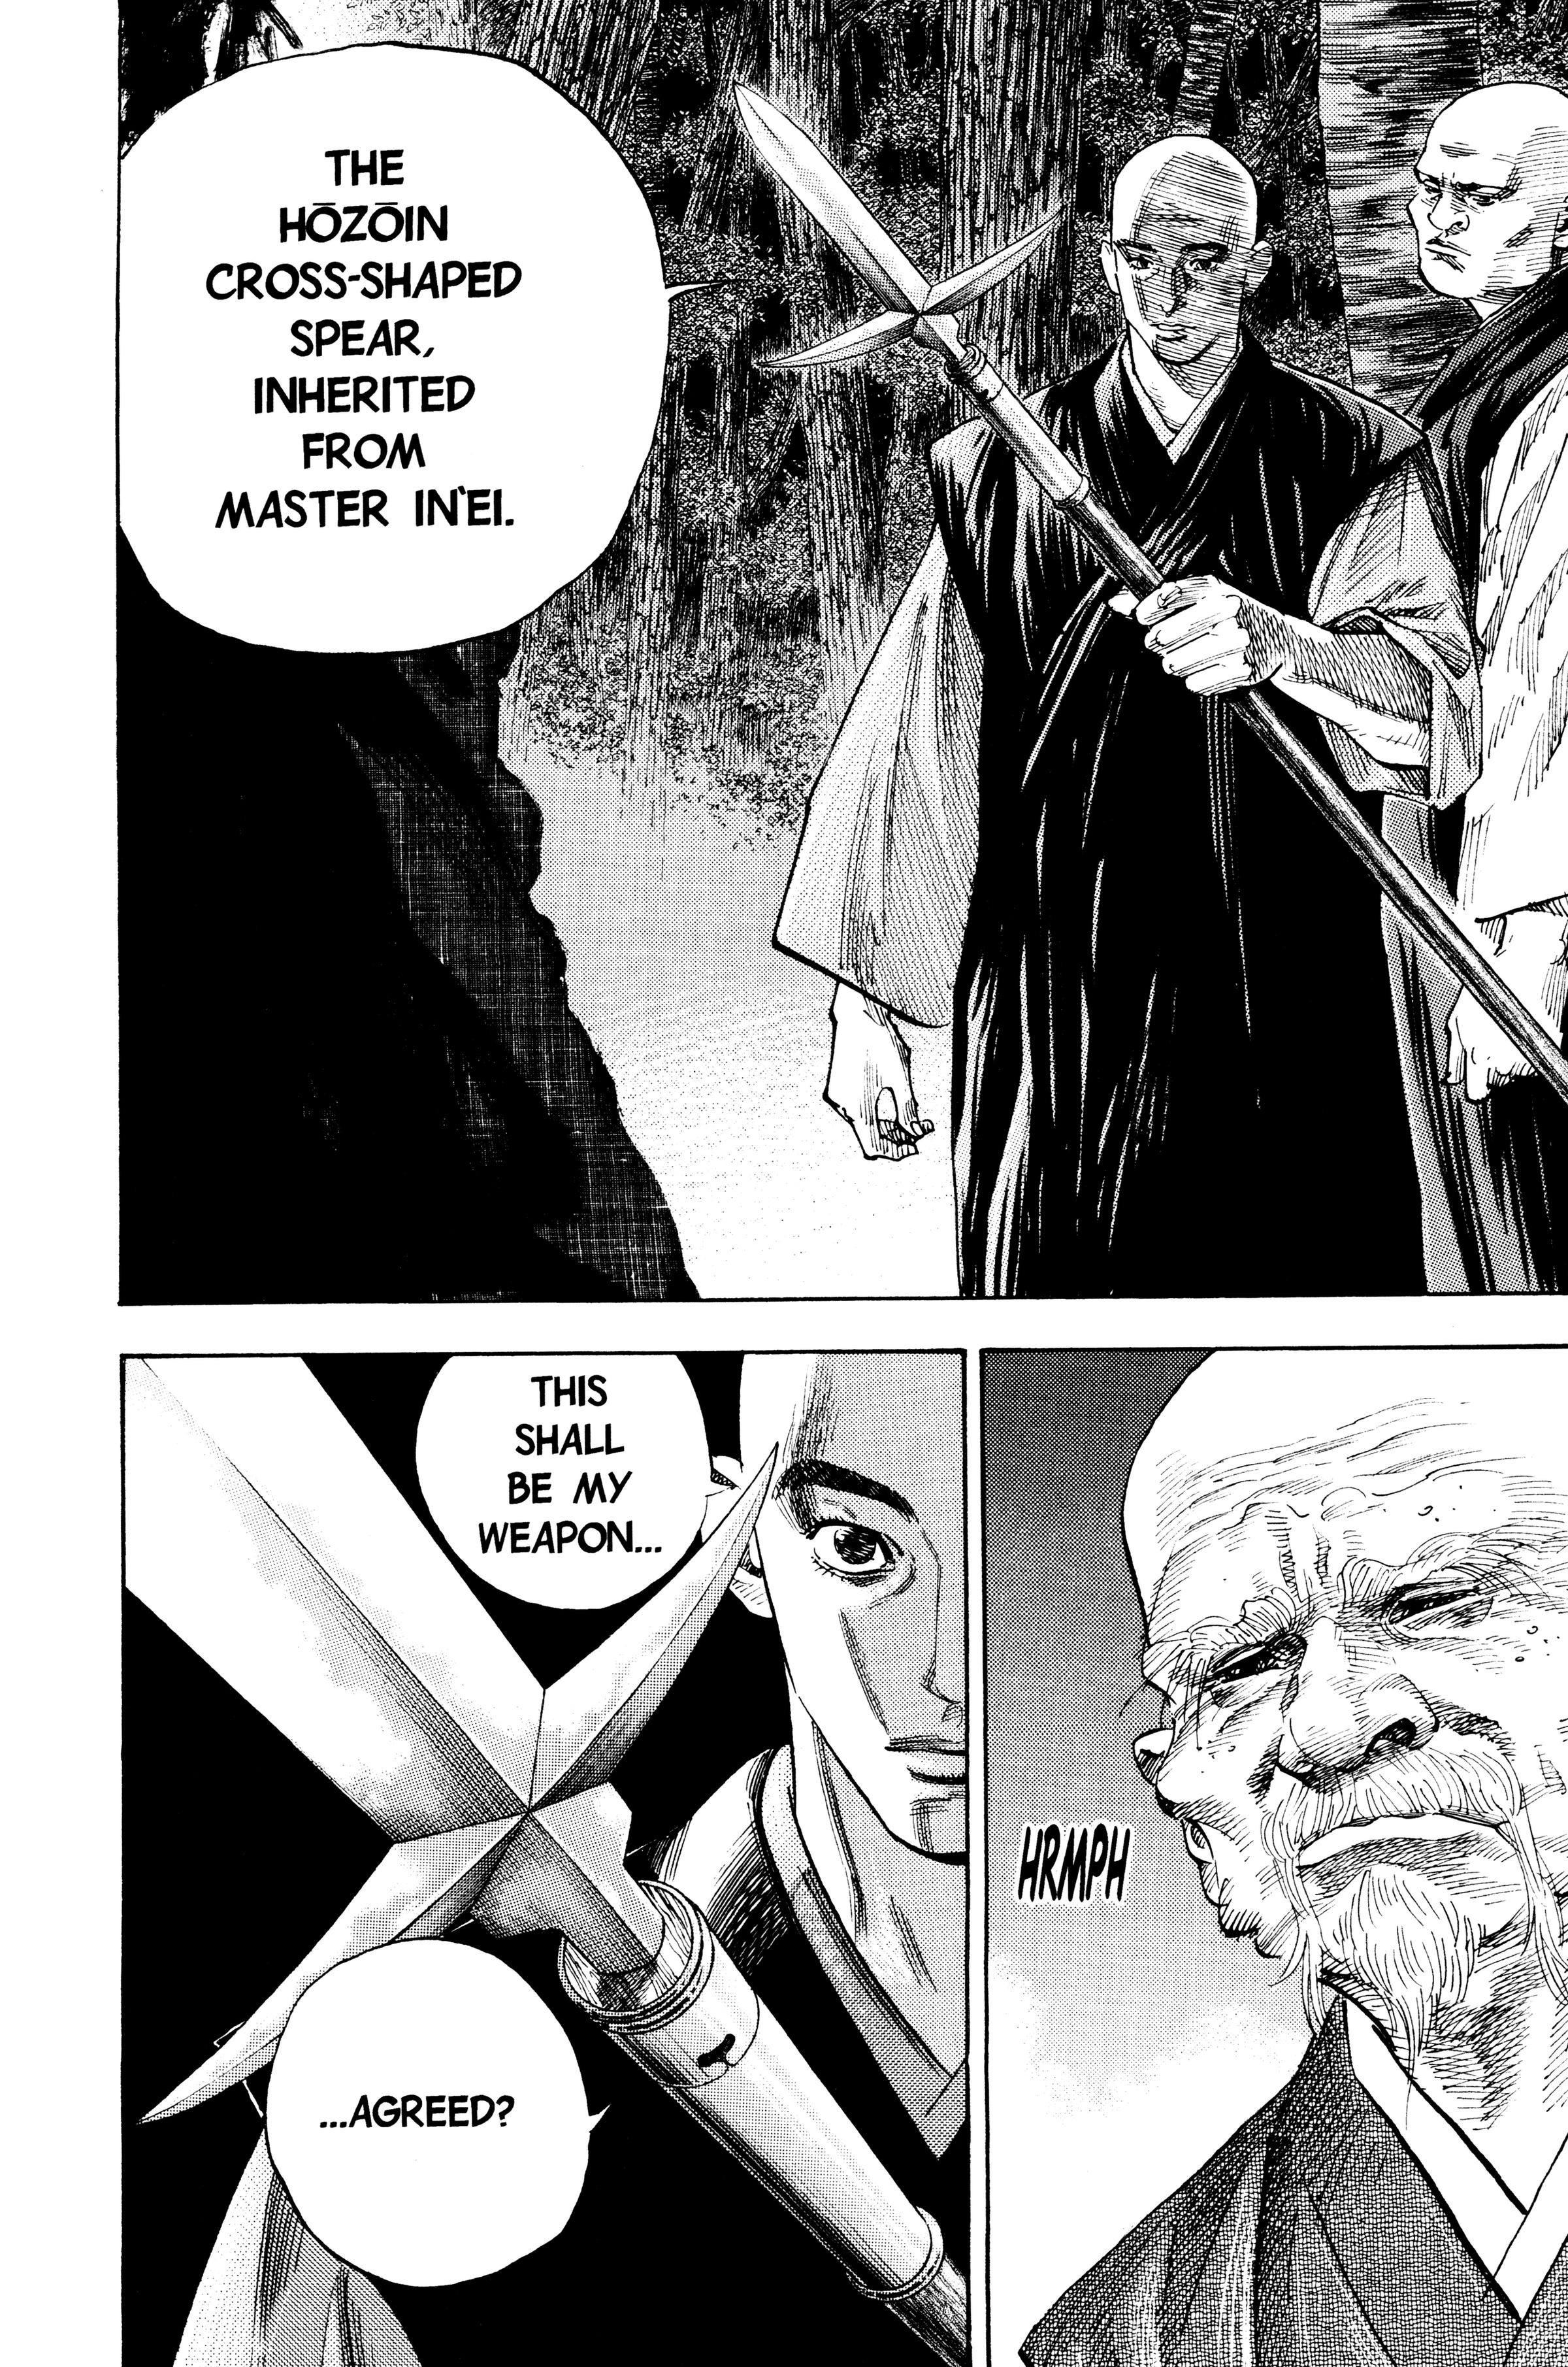 THE
HŌZŌIN
CROSS-SHAPED
SPEAR,
INHERITED
FROM
MASTER IN'EI.
HRMPH
THIS
SHALL
BE MY
WEAPON...
...AGREED?